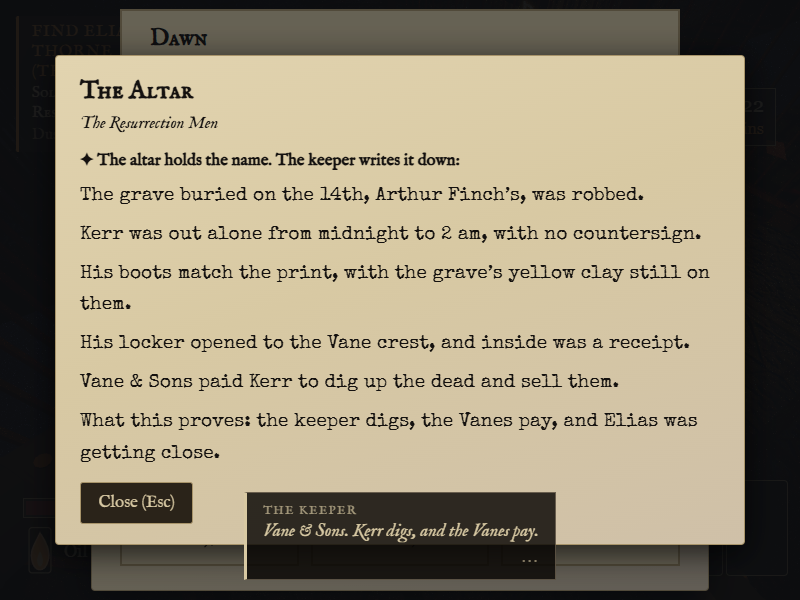 FIND ELIA
THORNE
Dawn
The Altar
The Resurrection Men
✦ The altar holds the name. The keeper writes it down:
The grave buried on the 14th, Arthur Finch's, was robbed.
Kerr was out alone from midnight to 2 am, with no countersign.
His boots match the print, with the grave's yellow clay still on
them.
His locker opened to the Vane crest, and inside was a receipt.
Vane & Sons paid Kerr to dig up the dead and sell them.
What this proves: the keeper digs, the Vanes pay, and Elias was
getting close.
Close (Esc)
THE KEEPER
Vane & Sons. Kerr digs, and the Vanes pay.
...
Oil